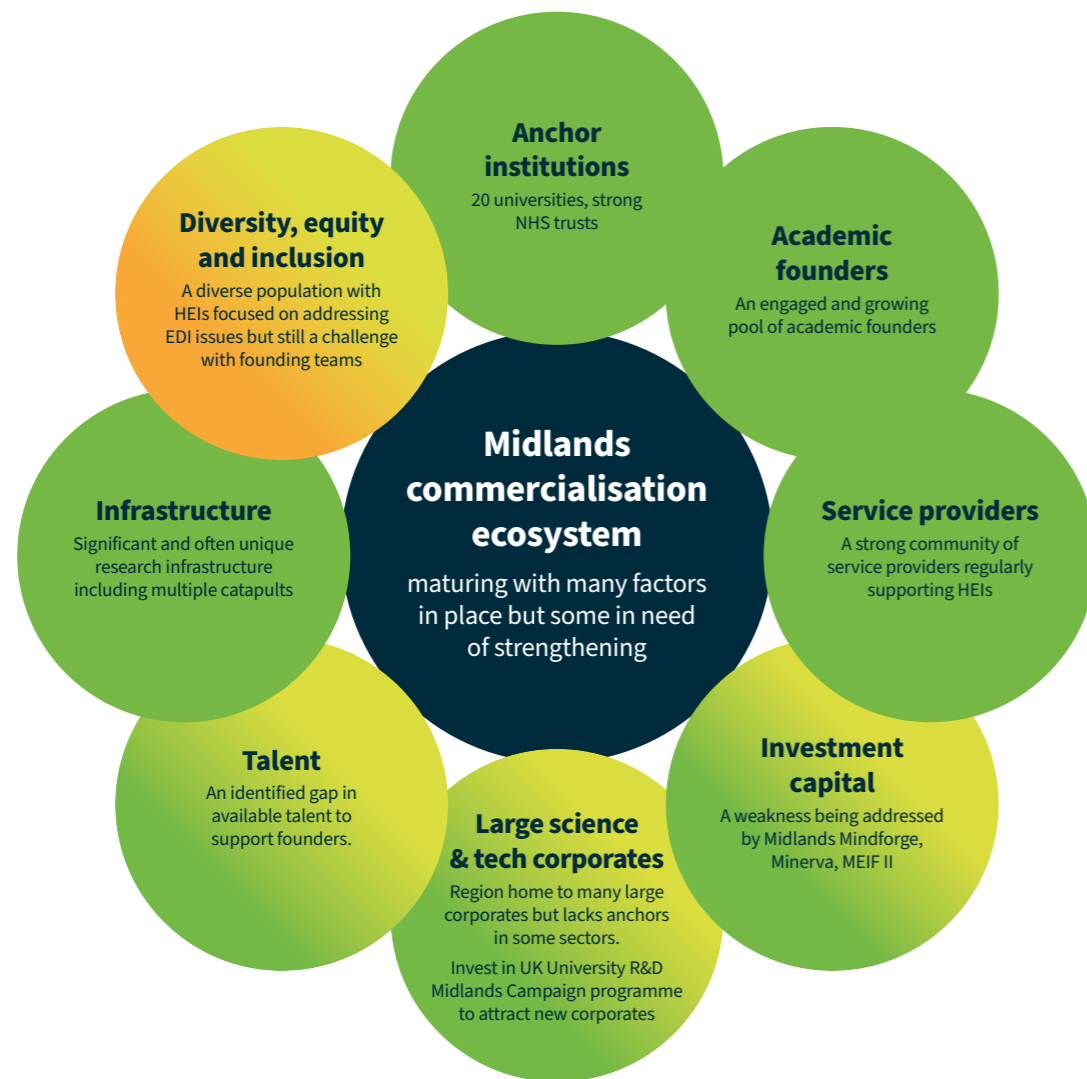 Anchor
institutions
20 universities, strong
NHS trusts
Academic
founders
An engaged and growing
pool of academic founders
Service providers
A strong community of
service providers regularly
supporting HEIs
Investment
capital
A weakness being addressed
by Midlands Mindforge,
Minerva, MEIF II
Large science
& tech corporates
Region home to many large
corporates but lacks anchors
in some sectors.
Invest in UK University R&D
Midlands Campaign programme
to attract new corporates
Talent
An identified gap in
available talent to
support founders.
Infrastructure
Significant and often unique
research infrastructure
including multiple catapults
Diversity, equity
and inclusion
A diverse population with
HEIs focused on addressing
EDI issues but still a challenge
with founding teams
Midlands
commercialisation
ecosystem
maturing with many factors
in place but some in need
of strengthening